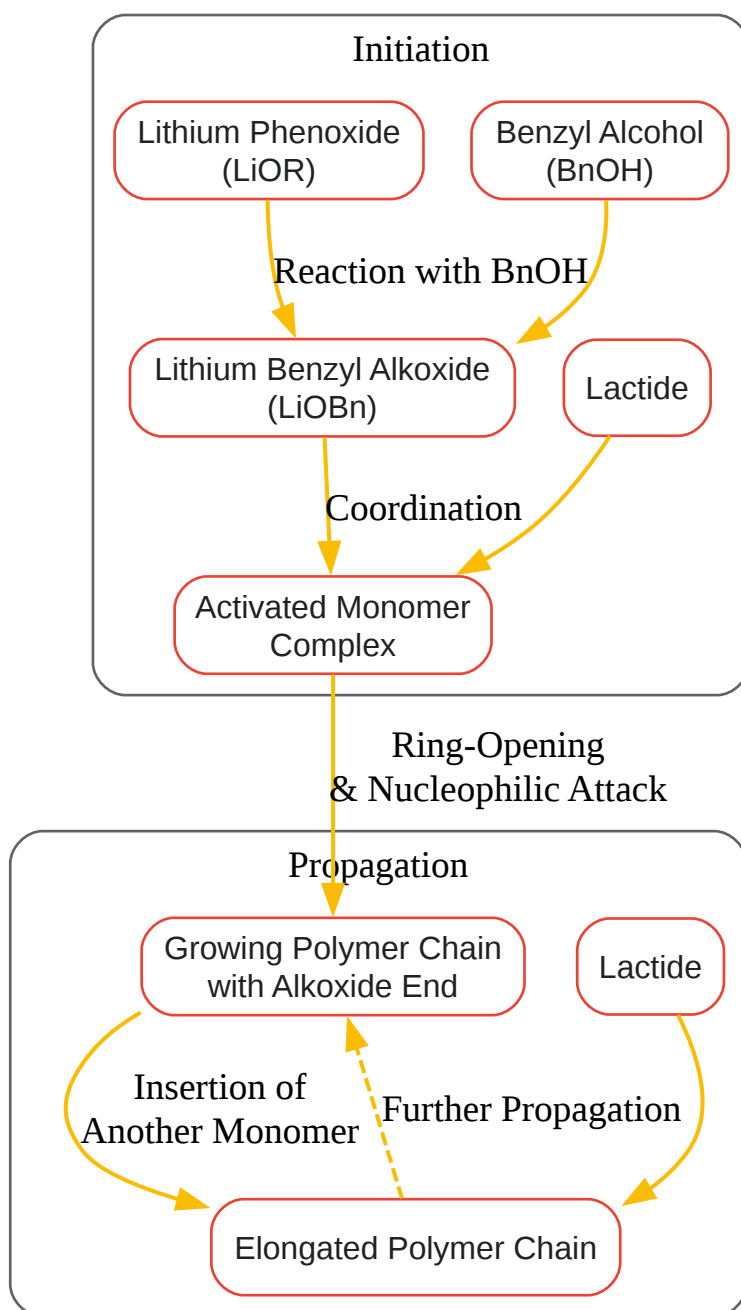 Initiation
Lithium Phenoxide
(LiOR)
Benzyl Alcohol
(BnOH)
Reaction with BnOH
Lithium Benzyl Alkoxide
(LiOBn)
Lactide
Coordination
Activated Monomer
Complex
Ring-Opening
& Nucleophilic Attack
Propagation
Growing Polymer Chain
with Alkoxide End
Lactide
Insertion of
Another Monomer
Further Propagation
Elongated Polymer Chain